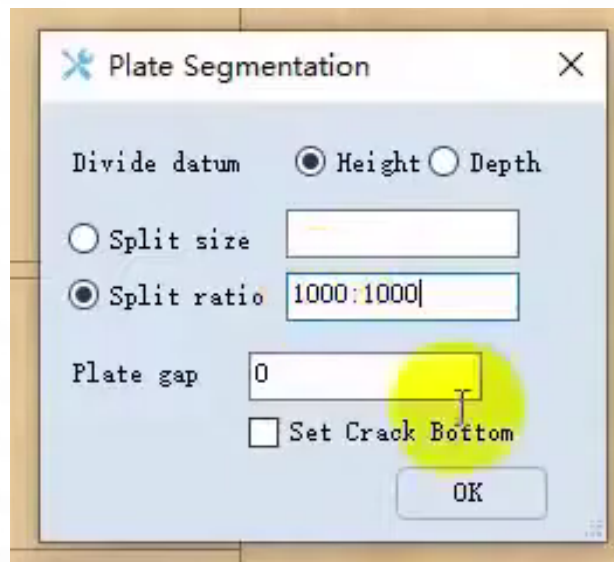 Plate Segmentation
Divide datum Height Depth
Split size
Split ratio 1000:1000
Plate gap 0
Set Crack Bottom
OK